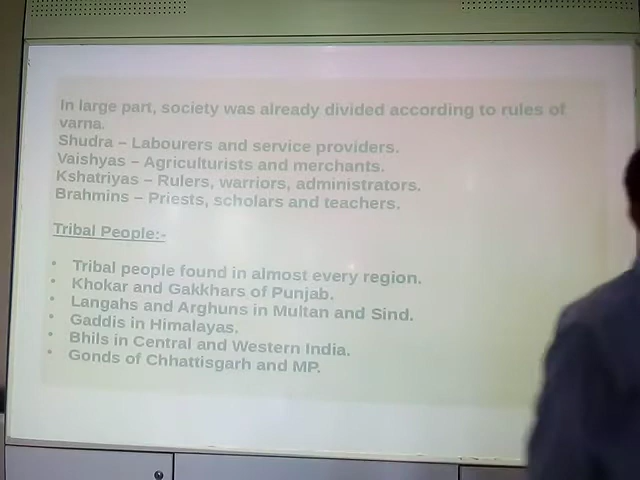 In large part, society was already divided according to rules of
varna.
Shudra – Labourers and service providers.
Vaishyas – Agriculturists and merchants.
Kshatriyas – Rulers, warriors, administrators.
Brahmins – Priests, scholars and teachers.
Tribal People:-
• Tribal people found in almost every region.
• Khokar and Gakkhars of Punjab.
• Langahs and Arghuns in Multan and Sind.
• Gaddis in Himalayas.
• Bhils in Central and Western India.
• Gonds of Chhattisgarh and MP.